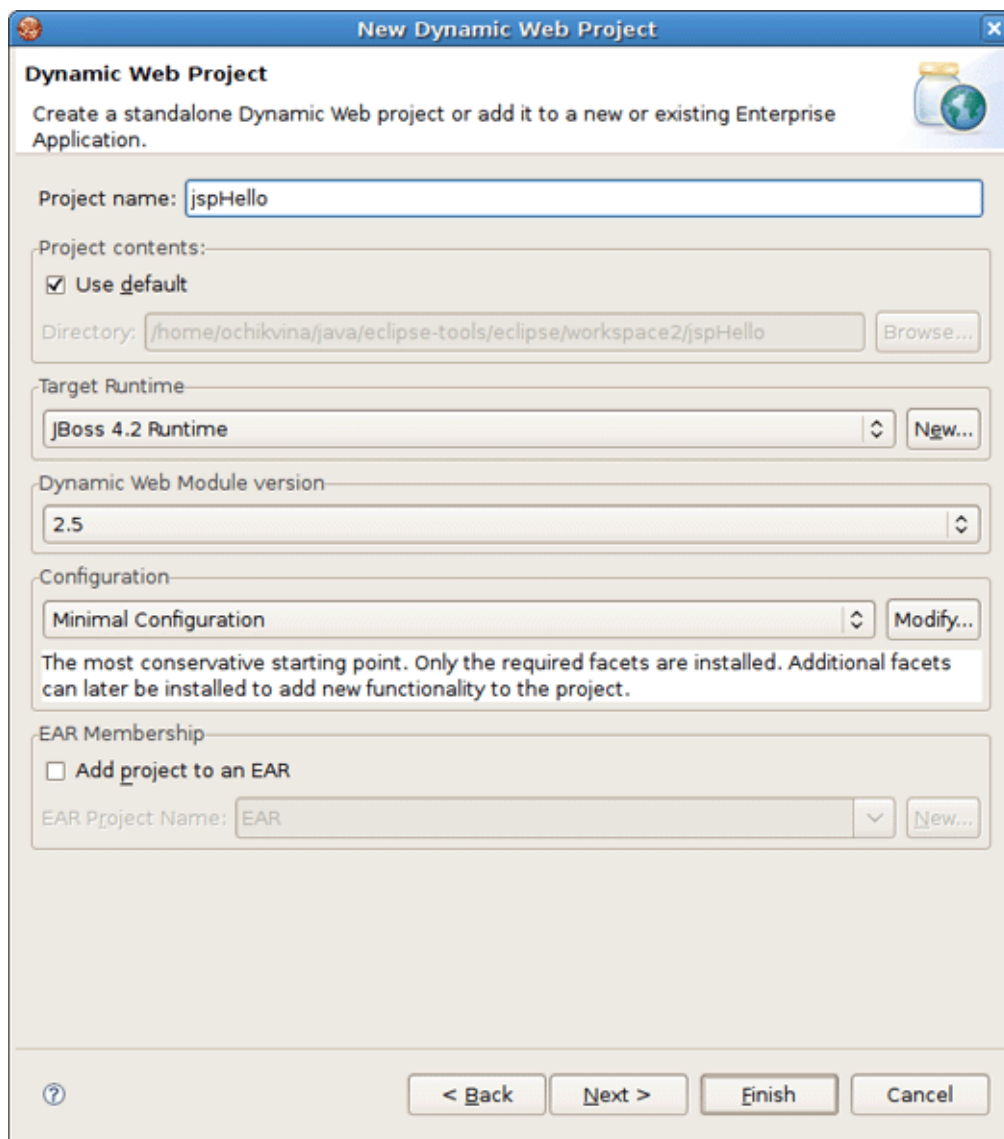 New Dynamic Web Project
Dynamic Web Project
Create a standalone Dynamic Web project or add it to a new or existing Enterprise
Application.
Project name: jspHello
Project contents:
Use default
Directory: /home/ochikvina/java/eclipse-tools/eclipse/workspace2/jspHello Browse...
Target Runtime
JBoss 4.2 Runtime New...
Dynamic Web Module version
2.5
Configuration
Minimal Configuration Modify...
The most conservative starting point. Only the required facets are installed. Additional facets
can later be installed to add new functionality to the project.
EAR Membership
Add project to an EAR
EAR Project Name: EAR New...
< Back Next > Finish Cancel